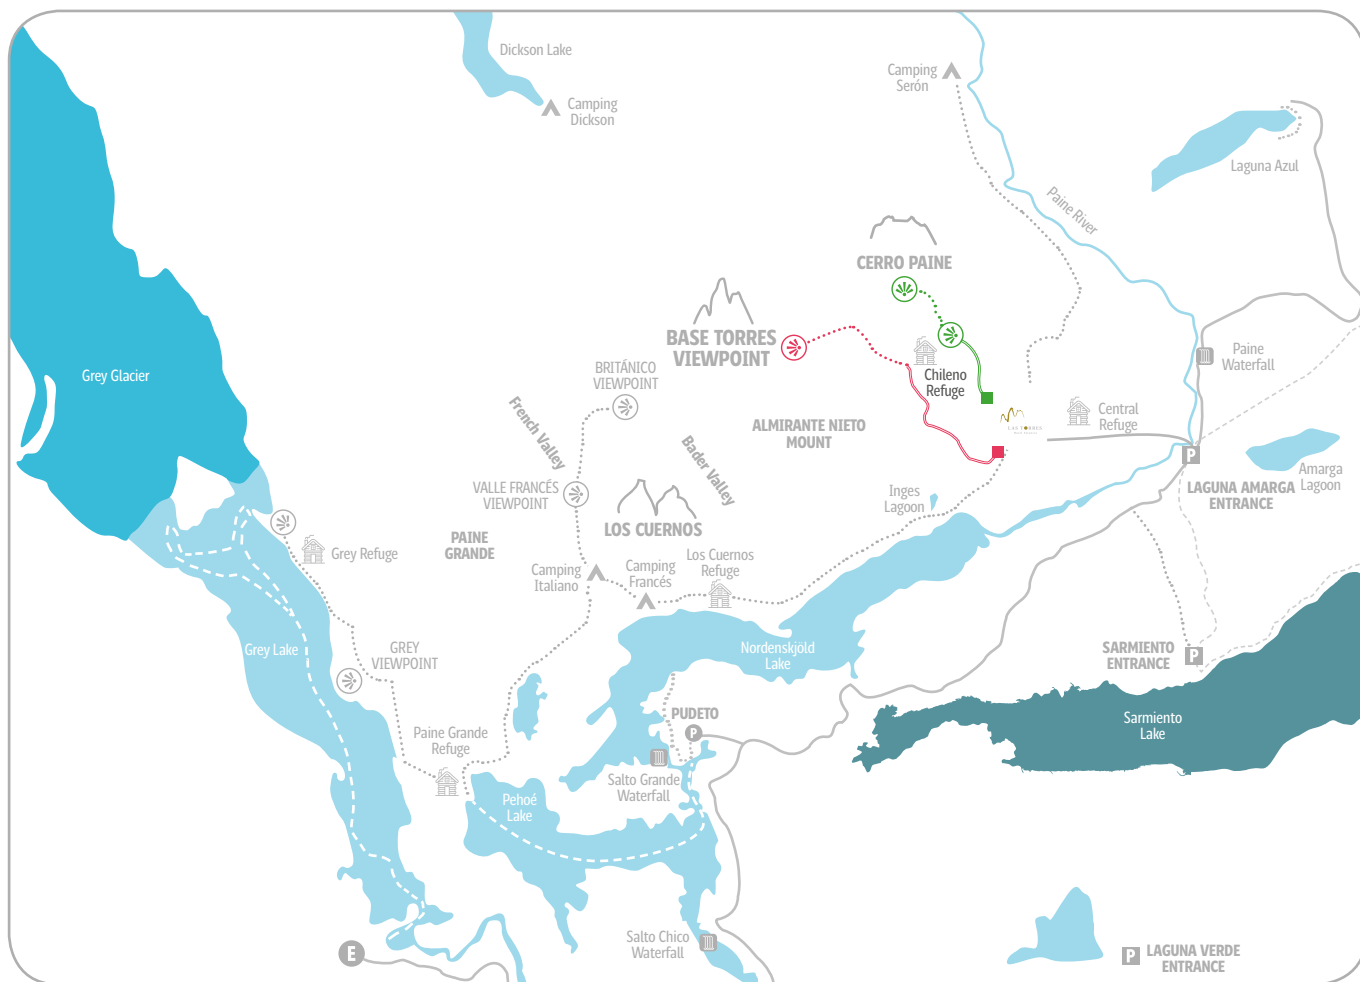 Dickson Lake
Camping
Dickson
Camping
Serón
Laguna Azul
Paine River
CERRO PAINE
BASE TORRES
VIEWPOINT
Paine
Waterfall
Grey Glacier
BRITÁNICO
VIEWPOINT
Chileno
Refuge
French Valley
Bader Valley
ALMIRANTE NIETO
MOUNT
LAS TORRES
Central
Refuge
P
LAGUNA AMARGA
ENTRANCE
Amarga
Lagoon
VALLE FRANCÉS
VIEWPOINT
LOS CUERNOS
Inges
Lagoon
PAINE
GRANDE
Grey Refuge
Camping
Italiano
Camping
Francés
Los Cuernos
Refuge
Grey Lake
GREY
VIEWPOINT
Nordenskjöld
Lake
SARMIENTO
ENTRANCE
P
PUDETO
P
Sarmiento
Lake
Paine Grande
Refuge
Salto Grande
Waterfall
Pehoé
Lake
E
Salto Chico
Waterfall
P
LAGUNA VERDE
ENTRANCE